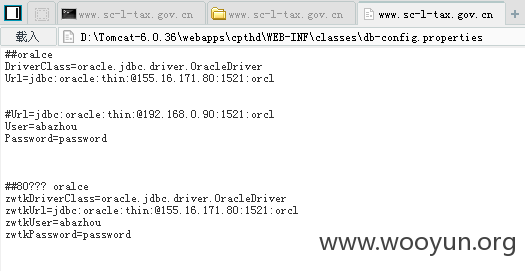 www.sc-l-tax.gov.cn
www.sc-l-tax.gov.cn
www.sc-l-tax.gov.cn
載入
D:\Tomcat-6.0.36\webapps\cpthd\WEB-INF\classes\db-config.properties
##oralce
DriverClass=oracle.jdbc.driver.OracleDriver
Url=jdbc:oracle:thin:@155.16.171.80:1521:orcl
#Url=jdbc:oracle:thin:@192.168.0.90:1521:orcl
User=abazhou
Password=password
##80??? oralce
zwtkDriverClass=oracle.jdbc.driver.OracleDriver
zwtkUrl=jdbc:oracle:thin:@155.16.171.80:1521:orcl
zwtkUser=abazhou
zwtkPassword=password
www.wooyun.org